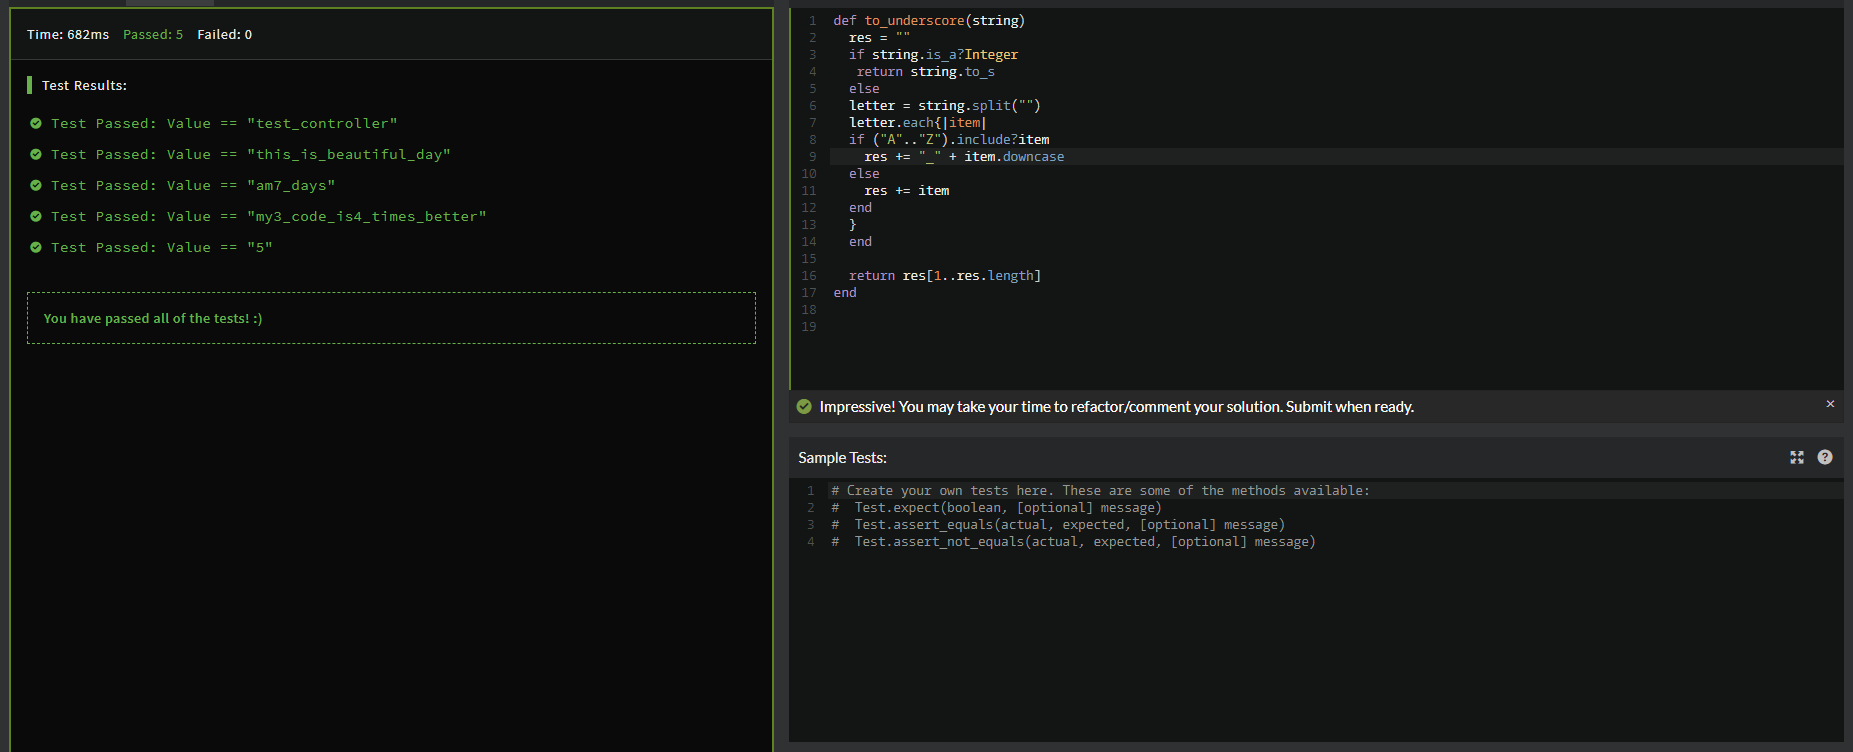 Time: 682ms Passed: 5 Failed: 0
Test Results:
Test Passed: Value == "test_controller"
Test Passed: Value == "this_is_beautiful_day"
Test Passed: Value == "am7_days"
Test Passed: Value == "my3_code_is4_times_better"
Test Passed: Value == "5"
You have passed all of the tests! :)
1 def to_underscore(string)
2   res = ""
3   if string.is_a?Integer
4    return string.to_s
5   else
6   letter = string.split("")
7   letter.each{|item|
8   if ("A".."Z").include?item
9     res += "_" + item.downcase
10   else
11     res += item
12   end
13   }
14   end
15
16   return res[1..res.length]
17 end
18
19
Impressive! You may take your time to refactor/comment your solution. Submit when ready. ×
Sample Tests: ?
1 # Create your own tests here. These are some of the methods available:
2 #  Test.expect(boolean, [optional] message)
3 #  Test.assert_equals(actual, expected, [optional] message)
4 #  Test.assert_not_equals(actual, expected, [optional] message)